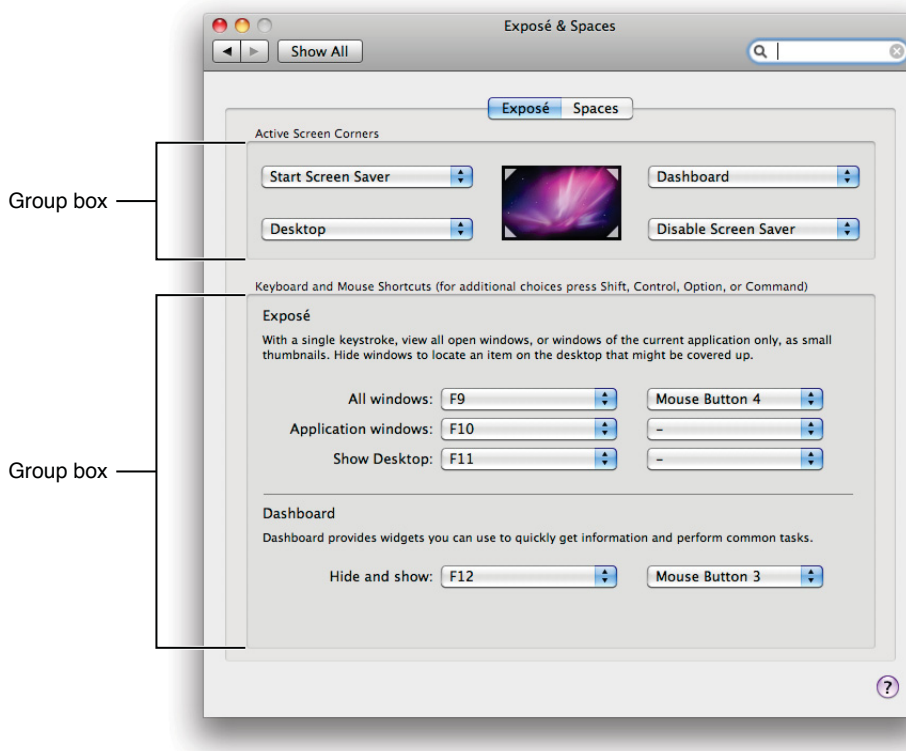 Exposé & Spaces
Show All
Exposé Spaces
Active Screen Corners
Group box
Start Screen Saver
Dashboard
Desktop
Disable Screen Saver
Keyboard and Mouse Shortcuts (for additional choices press Shift, Control, Option, or Command)
Exposé
With a single keystroke, view all open windows, or windows of the current application only, as small
thumbnails. Hide windows to locate an item on the desktop that might be covered up.
All windows: F9 Mouse Button 4
Application windows: F10 –
Show Desktop: F11 –
Group box
Dashboard
Dashboard provides widgets you can use to quickly get information and perform common tasks.
Hide and show: F12 Mouse Button 3
?